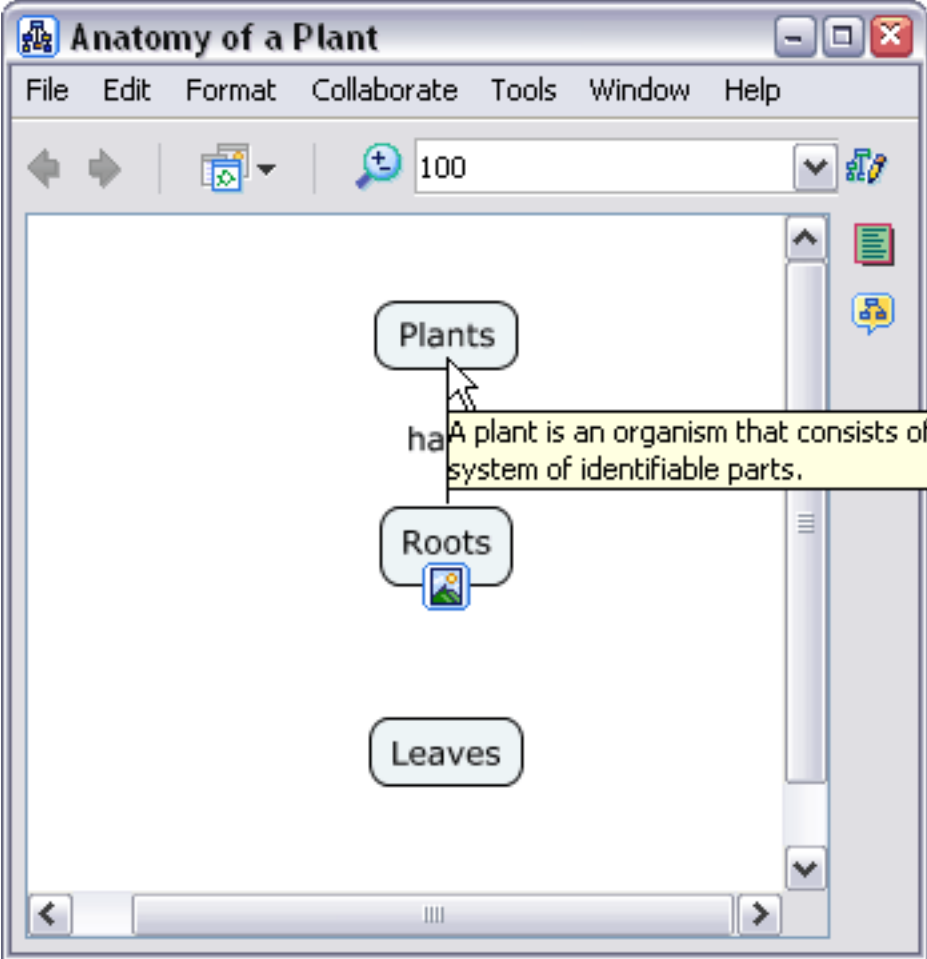 Anatomy of a Plant
File Edit Format Collaborate Tools Window Help
100
Plants
A plant is an organism that consists of
system of identifiable parts.
Roots
Leaves